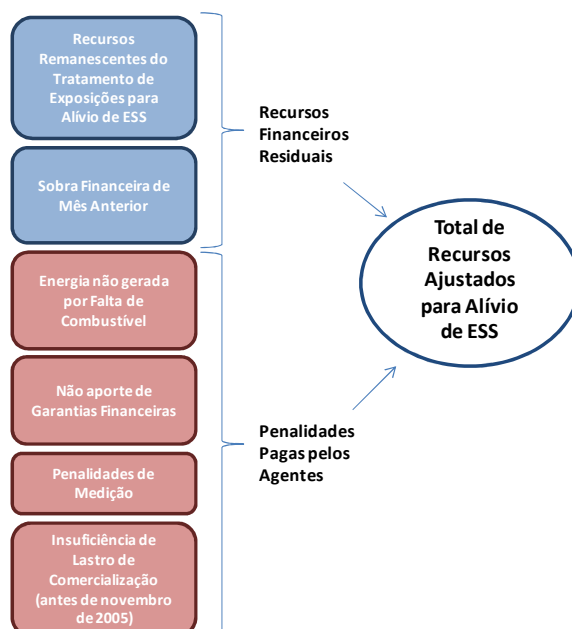 Recursos
Remanescentes do
Tratamento de
Exposições para
Alívio de ESS
Sobra Financeira de
Mês Anterior
Recursos
Financeiros
Residuais
Energia não gerada
por Falta de
Combustível
Não aporte de
Garantias Financeiras
Penalidades de
Medição
Insuficiência de
Lastro de
Comercialização
(antes de novembro
de 2005)
Penalidades
Pagas pelos
Agentes
Total de
Recursos
Ajustados
para Alívio
de ESS